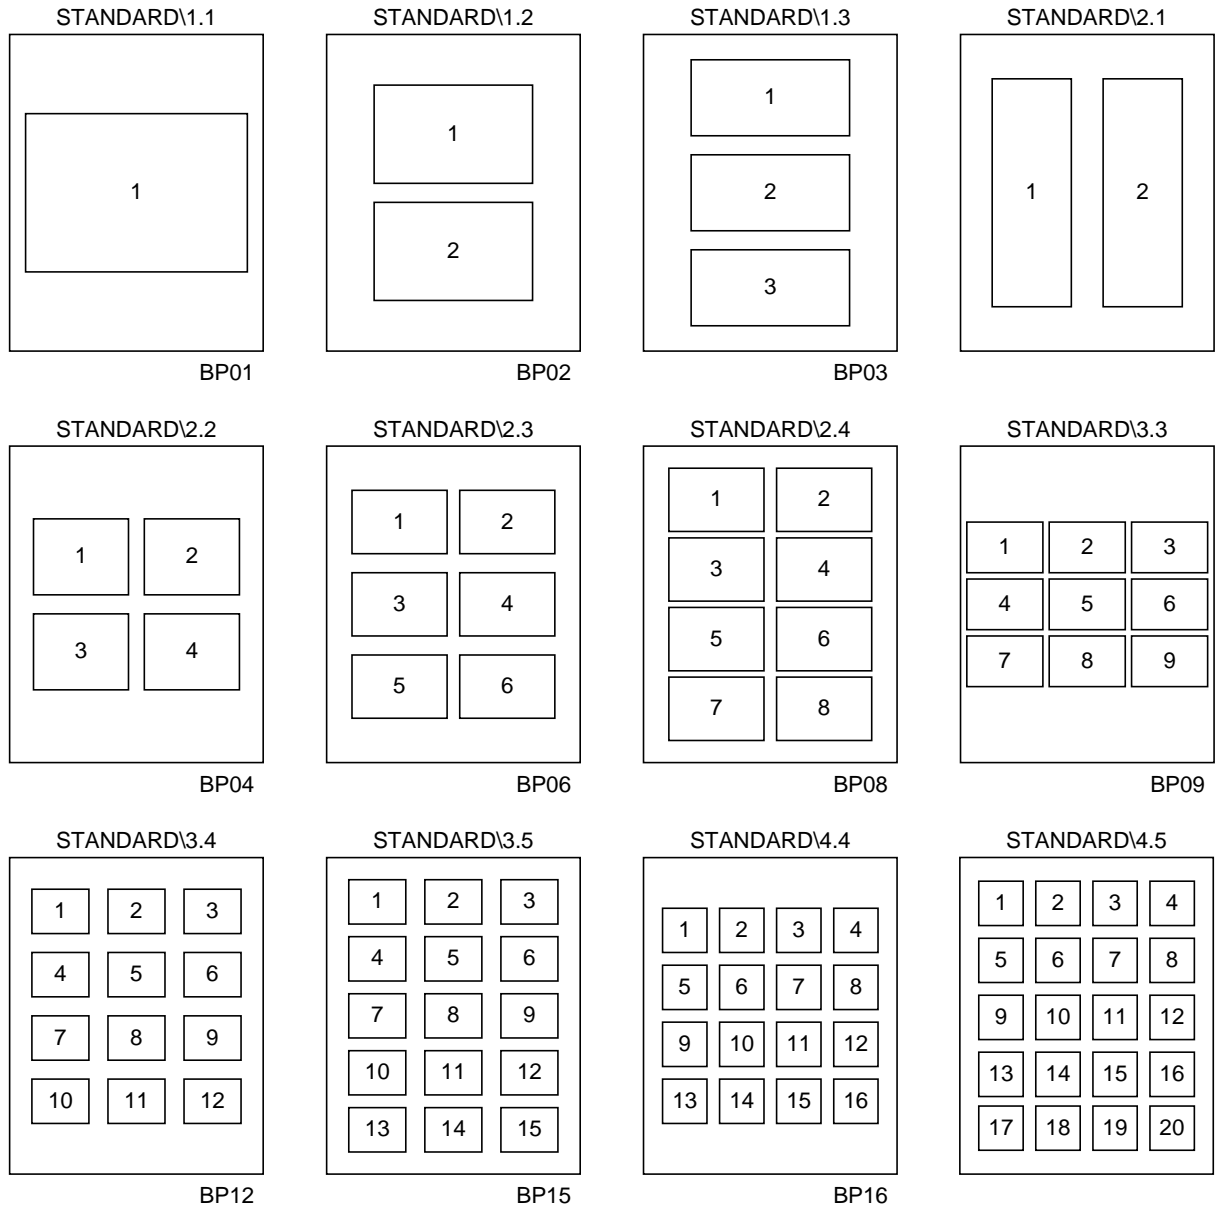 STANDARD\1.1 STANDARD\1.2 STANDARD\1.3 STANDARD\2.1
1
1
2
1
2
3
1 2
BP01 BP02 BP03
STANDARD\2.2 STANDARD\2.3 STANDARD\2.4 STANDARD\3.3
1 2
3 4
1 2
3 4
5 6
1 2
3 4
5 6
7 8
1 2 3
4 5 6
7 8 9
BP04 BP06 BP08 BP09
STANDARD\3.4 STANDARD\3.5 STANDARD\4.4 STANDARD\4.5
1 2 3
4 5 6
7 8 9
10 11 12
1 2 3
4 5 6
7 8 9
10 11 12
13 14 15
1 2 3 4
5 6 7 8
9 10 11 12
13 14 15 16
1 2 3 4
5 6 7 8
9 10 11 12
13 14 15 16
17 18 19 20
BP12 BP15 BP16